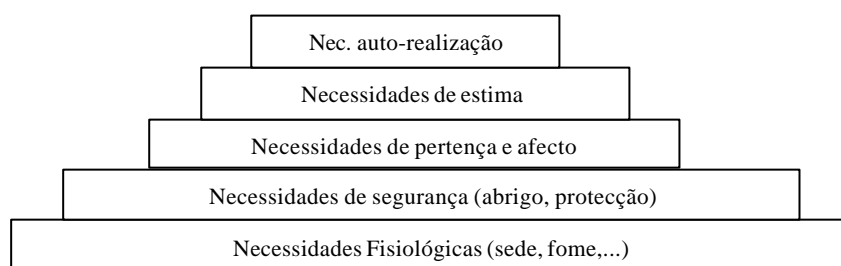 Nec. auto-realização
Necessidades de estima
Necessidades de pertença e afecto
Necessidades de segurança (abrigo, protecção)
Necessidades Fisiológicas (sede, fome,...)